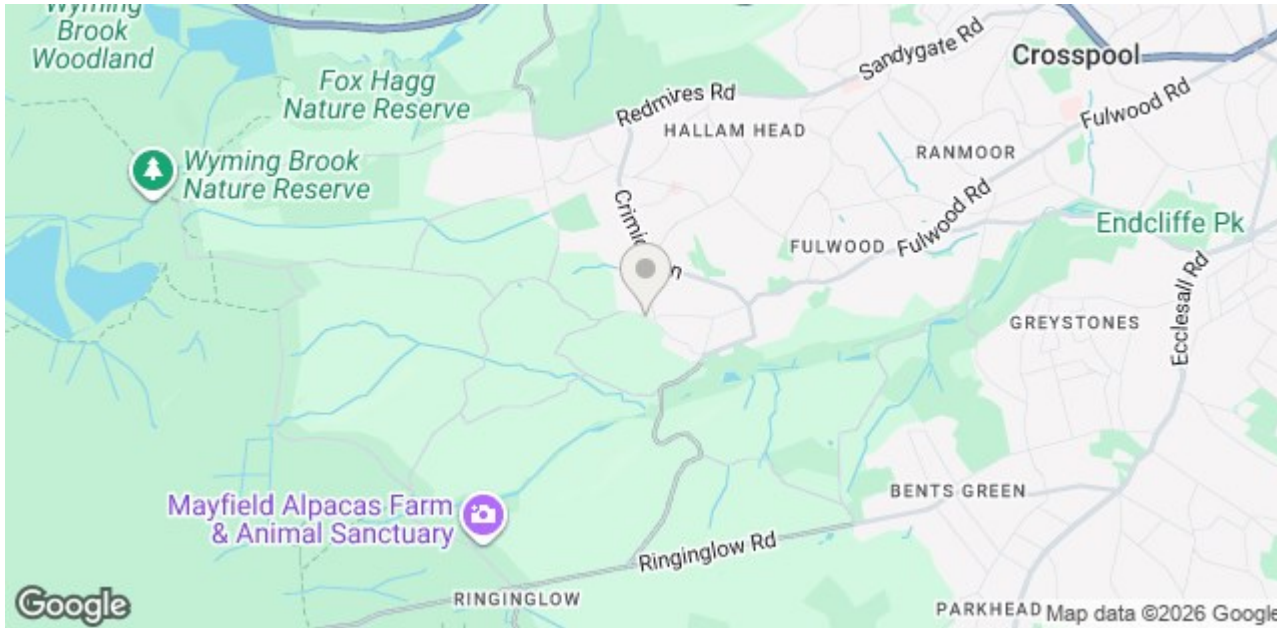 Wyming
Brook
Woodland
Fox Hagg
Nature Reserve
Wyming Brook
Nature Reserve
Redmires Rd
Sandygate Rd
Crosspool
HALLAM HEAD
RANMOOR
Fulwood Rd
Crimic
n
FULWOOD
Fulwood Rd
Endcliffe Pk
GREYSTONES
Ecclesall Rd
Mayfield Alpacas Farm
& Animal Sanctuary
BENTS GREEN
Ringinglow Rd
RINGINGLOW
PARKHEAD
Google
Map data ©2026 Google